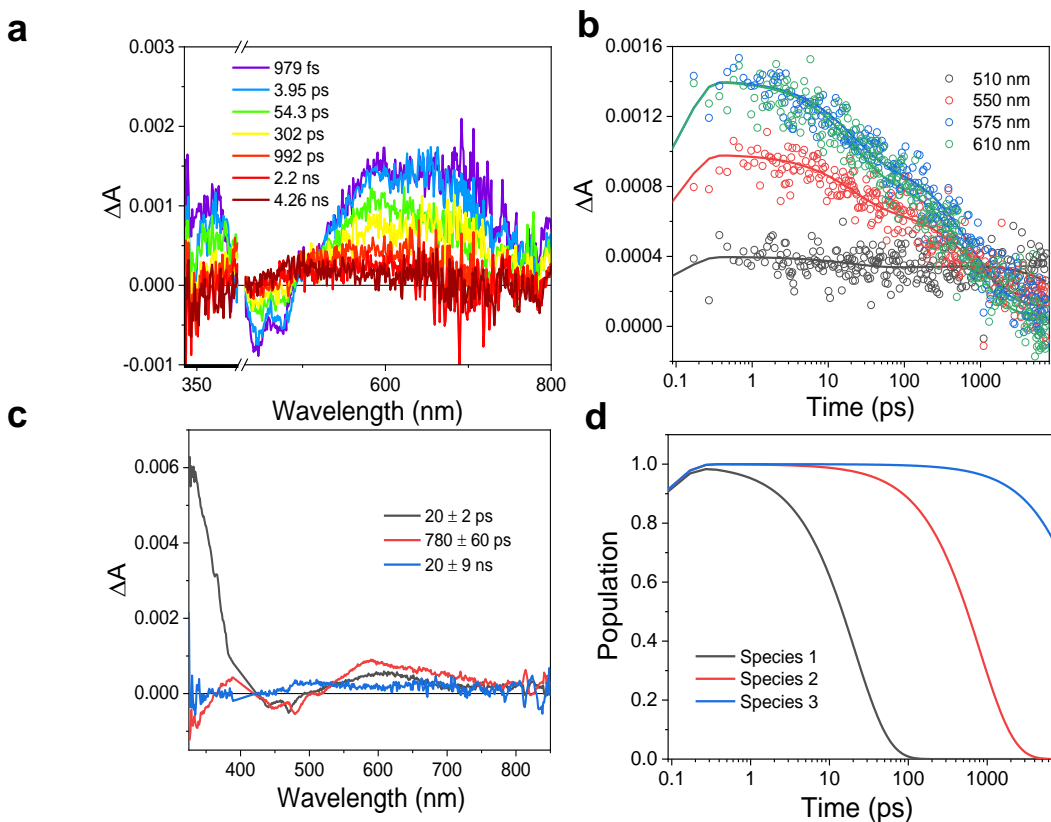 a
ΔA
0.003
0.002
0.001
0.000
-0.001
979 fs
3.95 ps
54.3 ps
302 ps
992 ps
2.2 ns
4.26 ns
350
600
800
Wavelength (nm)
b
ΔA
0.0016
0.0012
0.0008
0.0004
0.0000
510 nm
550 nm
575 nm
610 nm
0.1
1
10
100
1000
Time (ps)
c
ΔA
0.006
0.004
0.002
0.000
20 ± 2 ps
780 ± 60 ps
20 ± 9 ns
400
500
600
700
800
Wavelength (nm)
d
Population
1.0
0.8
0.6
0.4
0.2
0.0
Species 1
Species 2
Species 3
0.1
1
10
100
1000
Time (ps)